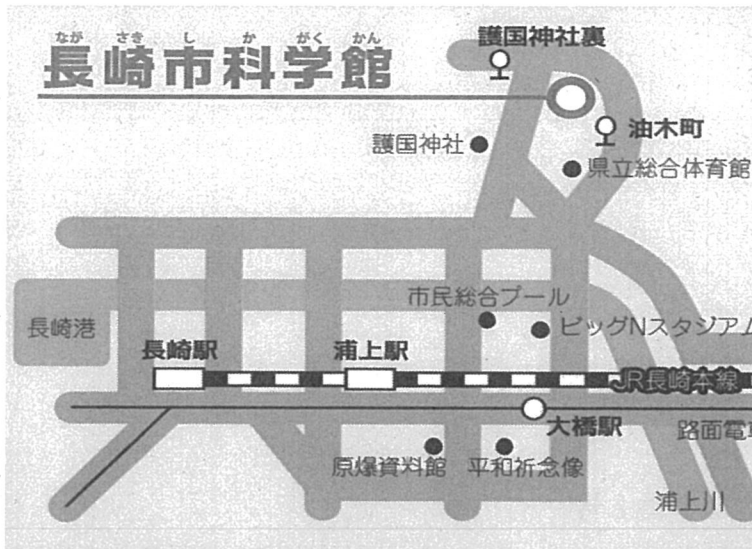 ながさきしかがくかん
長崎市科学館
護国神社裏
油木町
護国神社
県立総合体育館
市民総合プール
ビッグNスタジアム
長崎港
長崎駅
浦上駅
JR長崎本線
大橋駅
路面電車
原爆資料館
平和祈念像
浦上川